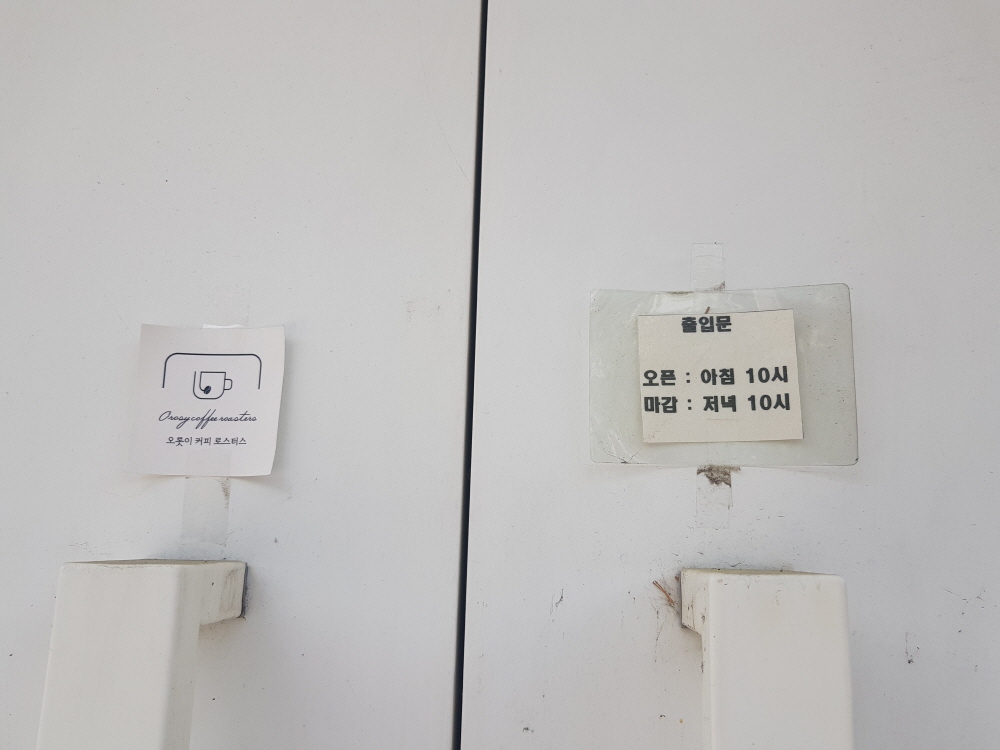 Orosy coffee roasters
오롯이 커피 로스터스
출입문
오픈 : 아침 10시
마감 : 저녁 10시